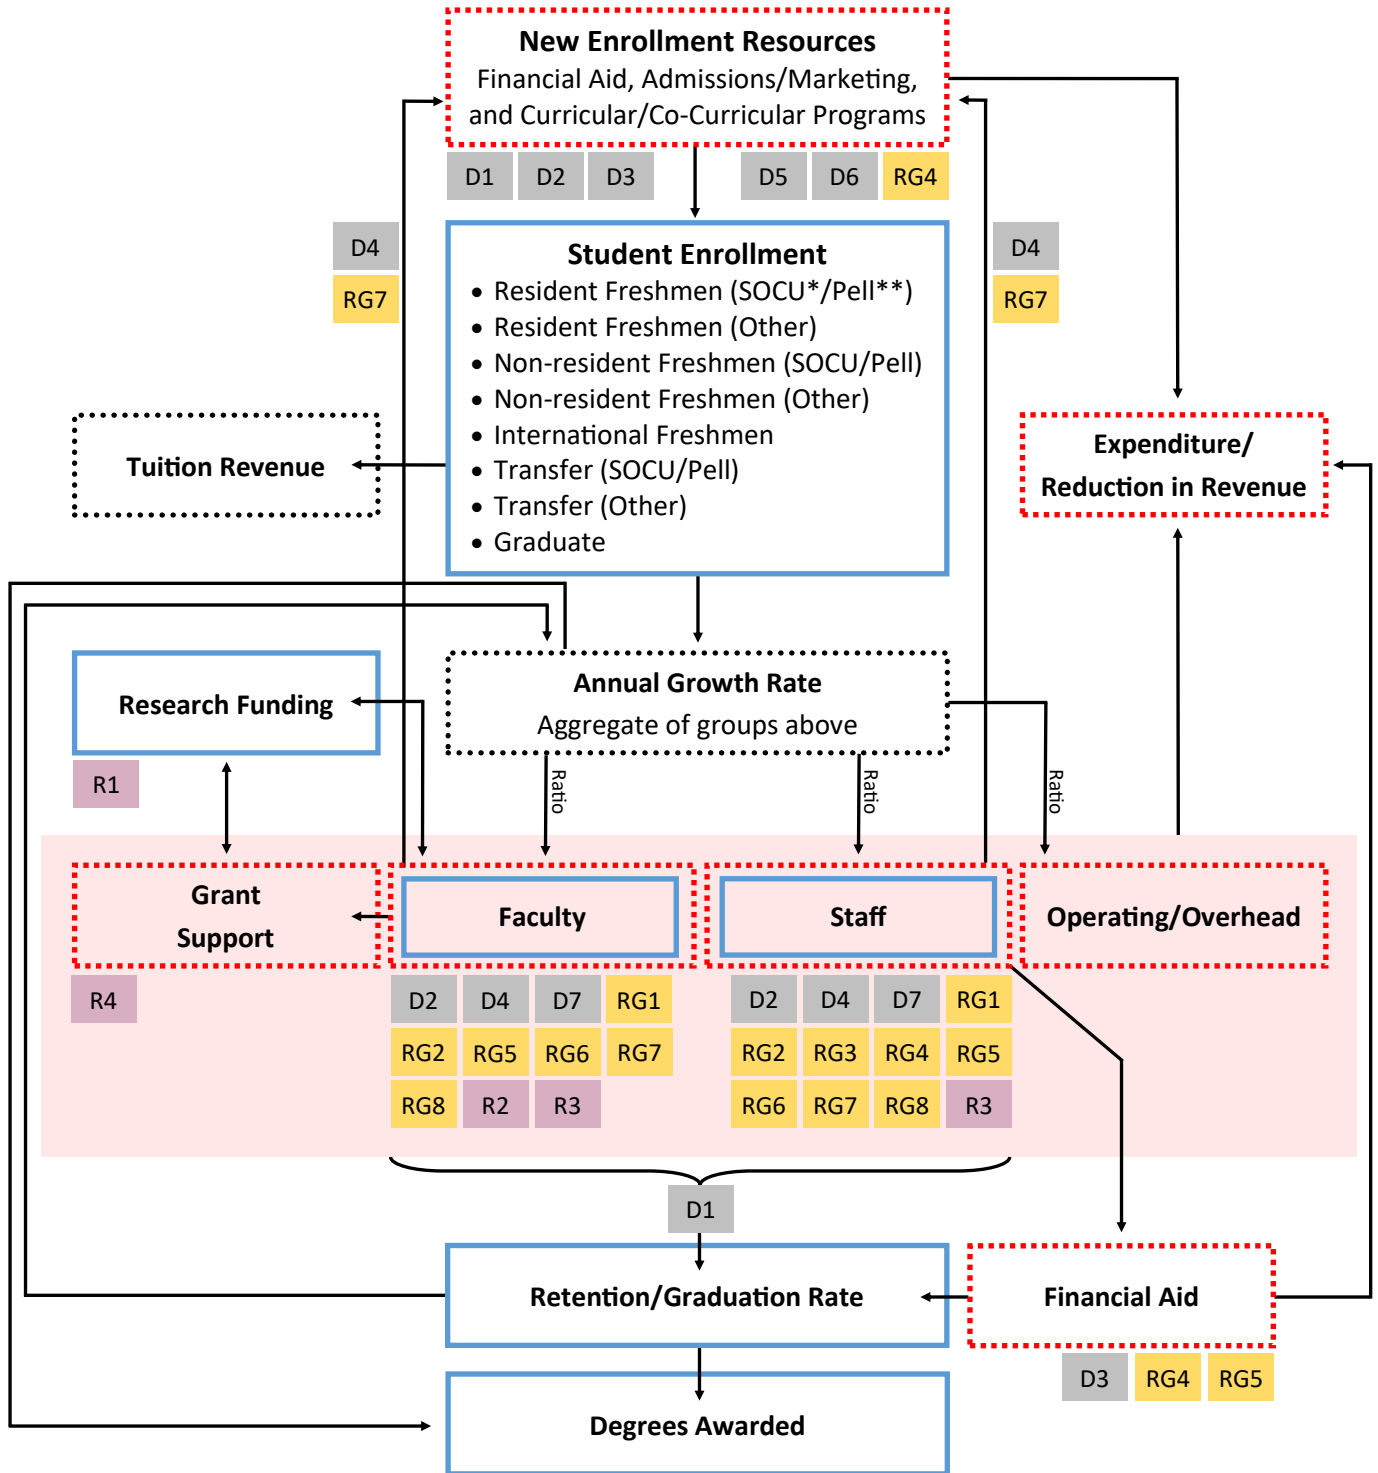 New Enrollment Resources
Financial Aid, Admissions/Marketing,
and Curricular/Co-Curricular Programs
D1 D2 D3 D5 D6 RG4
D4 D4
RG7 RG7
Student Enrollment
• Resident Freshmen (SOCU*/Pell**)
• Resident Freshmen (Other)
• Non-resident Freshmen (SOCU/Pell)
• Non-resident Freshmen (Other)
• International Freshmen
• Transfer (SOCU/Pell)
• Transfer (Other)
• Graduate
Tuition Revenue
Expenditure/
Reduction in Revenue
Research Funding
R1
Annual Growth Rate
Aggregate of groups above
Ratio
Ratio
Ratio
Grant
Support
R4
Faculty
D2 D4 D7 RG1
RG2 RG5 RG6 RG7
RG8 R2 R3
Staff
D2 D4 D7 RG1
RG2 RG3 RG4 RG5
RG6 RG7 RG8 R3
Operating/Overhead
D1
Retention/Graduation Rate
Financial Aid
D3 RG4 RG5
Degrees Awarded